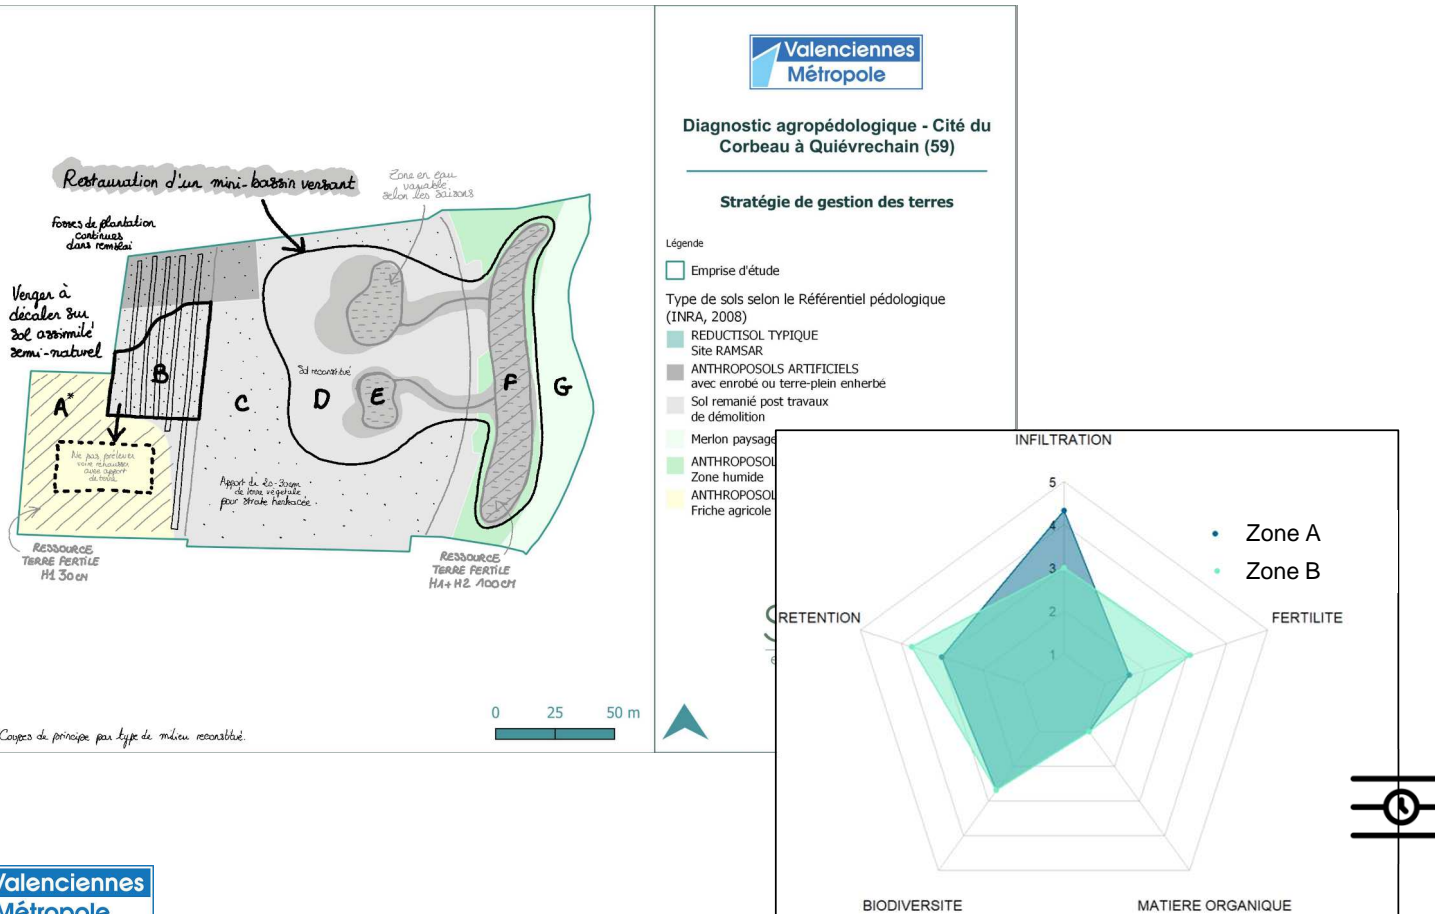 Restauration d'un mini-bassin versant
Zone en eau
variable
selon les saisons
Fosses de plantation
continues
dans remblai
Verger à
décaler sur
sol assimilé
semi-naturel
A*
B
C
D
E
F
G
Sol reconstitué
Ne pas prélever
voire rehausser
avec apport
de terre
Apport de 20-30cm
de terre végétale
pour strate herbacée
RESSOURCE
TERRE FERTILE
H1 30 cm
RESSOURCE
TERRE FERTILE
H1+H2 100 cm
Coupes de principe par type de milieu reconstitué.
0 25 50 m
Valenciennes
Métropole
Diagnostic agropédologique - Cité du
Corbeau à Quiévrechain (59)
Stratégie de gestion des terres
Légende
Emprise d'étude
Type de sols selon le Référentiel pédologique
(INRA, 2008)
REDUCTISOL TYPIQUE
Site RAMSAR
ANTHROPOSOLS ARTIFICIELS
avec enrobé ou terre-plein enherbé
Sol remanié post travaux
de démolition
Merlon paysage
ANTHROPOSOL
Zone humide
ANTHROPOSOL
Friche agricole
INFILTRATION
5
4
3
2
1
Zone A
Zone B
RETENTION
FERTILITE
BIODIVERSITE
MATIERE ORGANIQUE
Valenciennes
Métropole